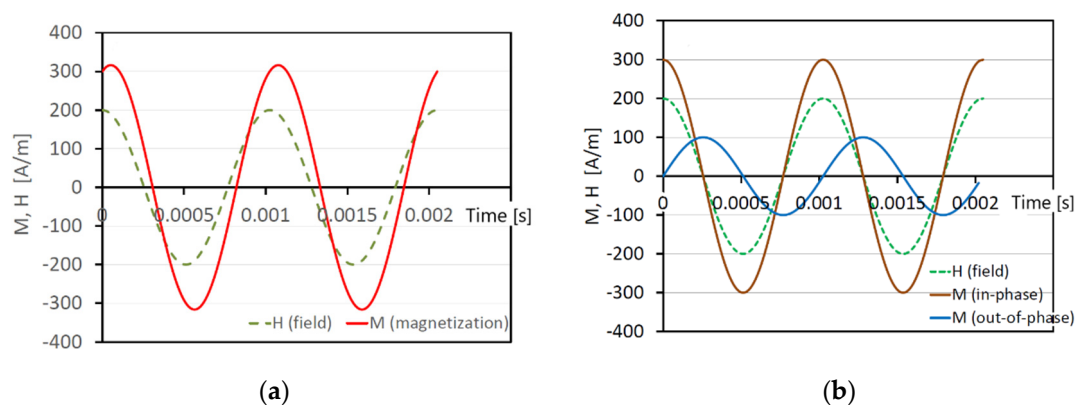 400
300
200
100
0
-100
-200
-300
-400
M, H [A/m]
0 0.0005 0.001 0.0015 0.002
Time [s]
H (field) M (magnetization)
(a)
400
300
200
100
0
-100
-200
-300
-400
M, H [A/m]
0 0.0005 0.001 0.0015 0.002
Time [s]
H (field)
M (in-phase)
M (out-of-phase)
(b)